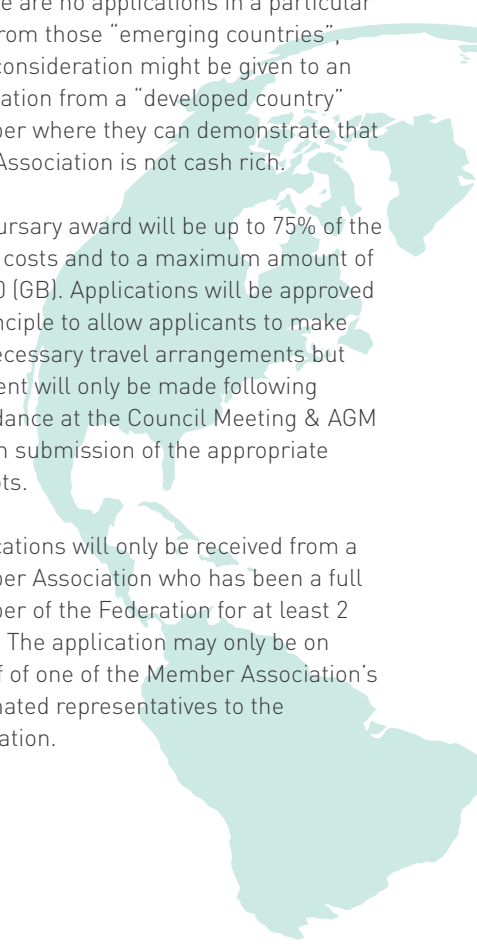 e are no applications in a particular
rom those “emerging countries”,
consideration might be given to an
ation from a “developed country”
ber where they can demonstrate that
Association is not cash rich.
ursary award will be up to 75% of the
costs and to a maximum amount of
0 (GB). Applications will be approved
nciple to allow applicants to make
ecessary travel arrangements but
ent will only be made following
dance at the Council Meeting & AGM
n submission of the appropriate
ots.
cations will only be received from a
ber Association who has been a full
ber of the Federation for at least 2
The application may only be on
f of one of the Member Association’s
nated representatives to the
ation.